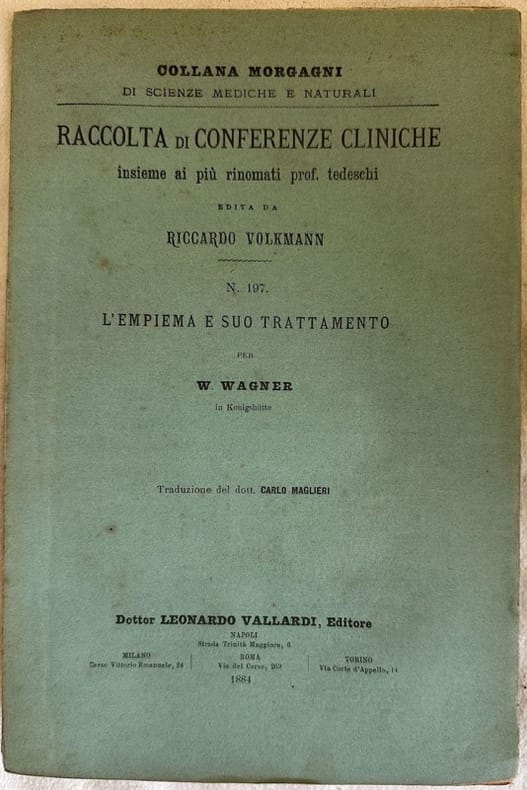 COLLANA MORGAGNI
DI SCIENZE MEDICHE E NATURALI
RACCOLTA DI CONFERENZE CLINICHE
insieme ai più rinomati prof. tedeschi
EDITA DA
RICCARDO VOLKMANN
N. 197.
L'EMPIEMA E SUO TRATTAMENTO
PER
W. WAGNER
in Königshütte
Traduzione del dott. CARLO MAGLIERI
Dottor LEONARDO VALLARDI, Editore
NAPOLI
Strada Trinità Maggiore, 6
MILANO
Corso Vittorio Emanuele, 24
ROMA
Via del Corso, 260
TORINO
Via Corte d'Appello, 14
1884